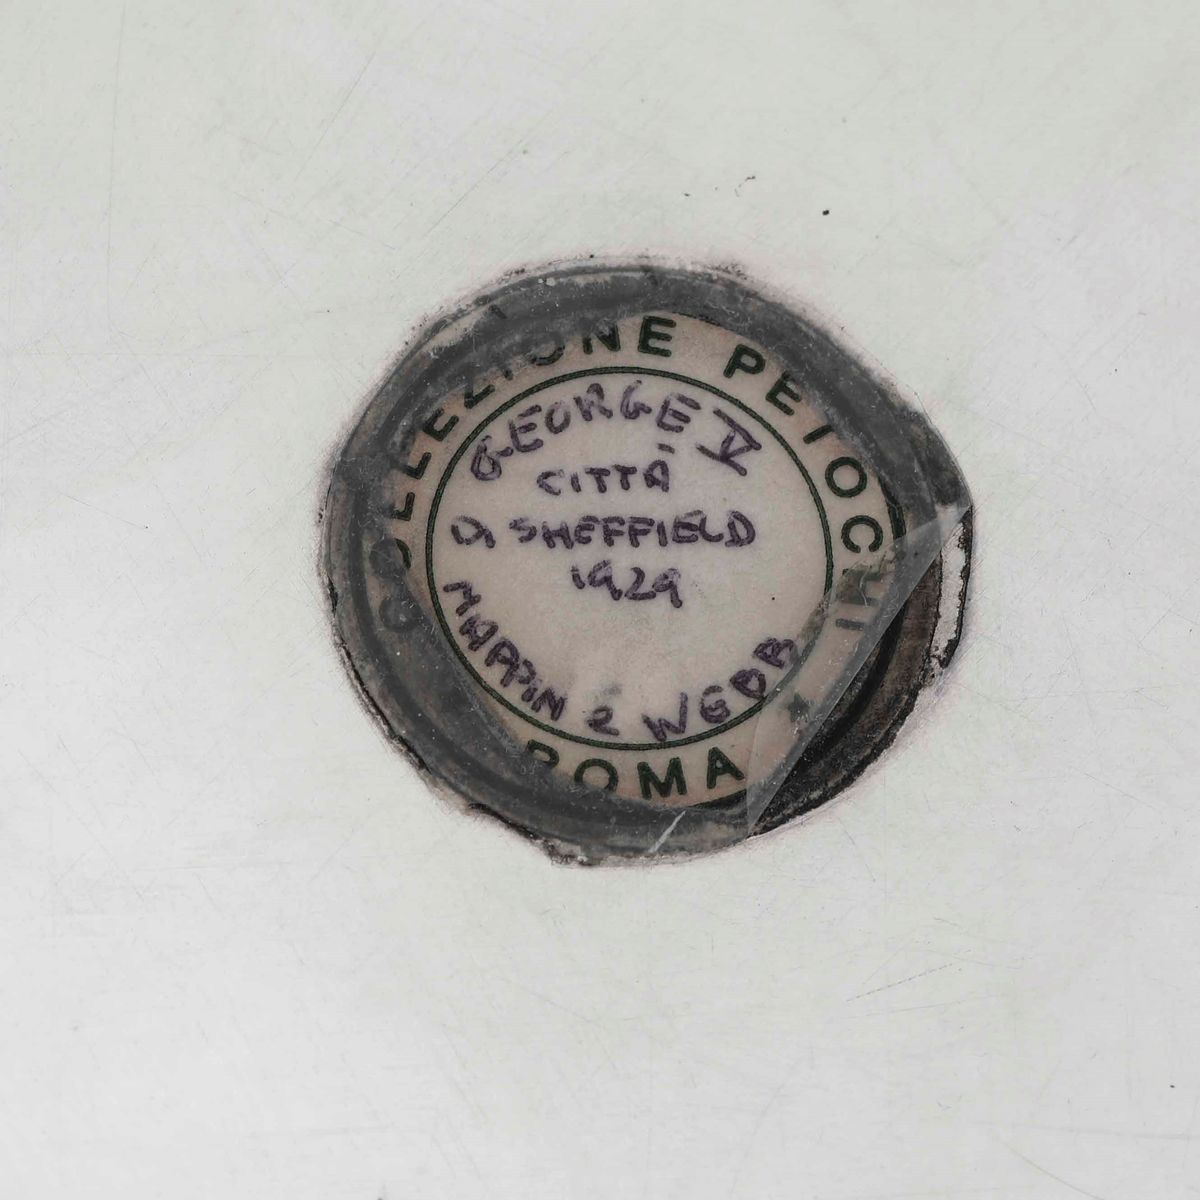 COLLEZIONE PETOCHI
GEORGE V
CITTÀ
DI SHEFFIELD
1929
MAPPIN & WEBB
ROMA